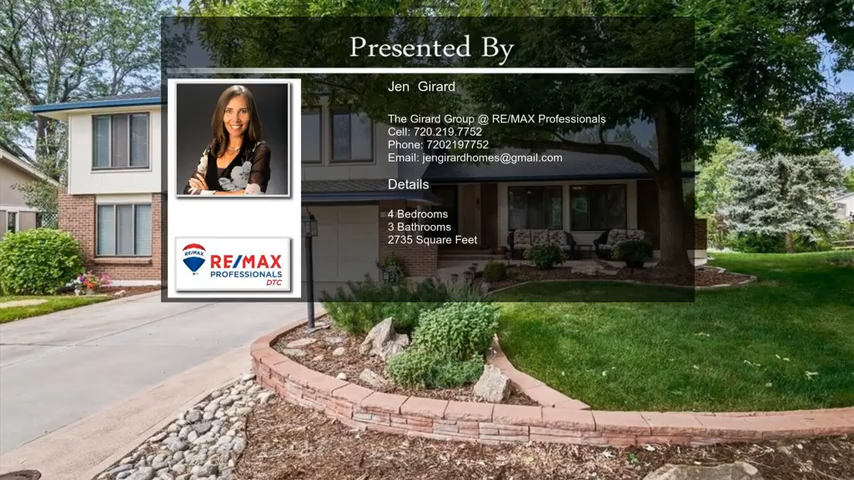 Presented By
Jen Girard
The Girard Group @ RE/MAX Professionals
Cell: 720.219.7752
Phone: 7202197752
Email: jengirardhomes@gmail.com
Details
4 Bedrooms
3 Bathrooms
2735 Square Feet
RE/MAX
RE/MAX
PROFESSIONALS
DTC